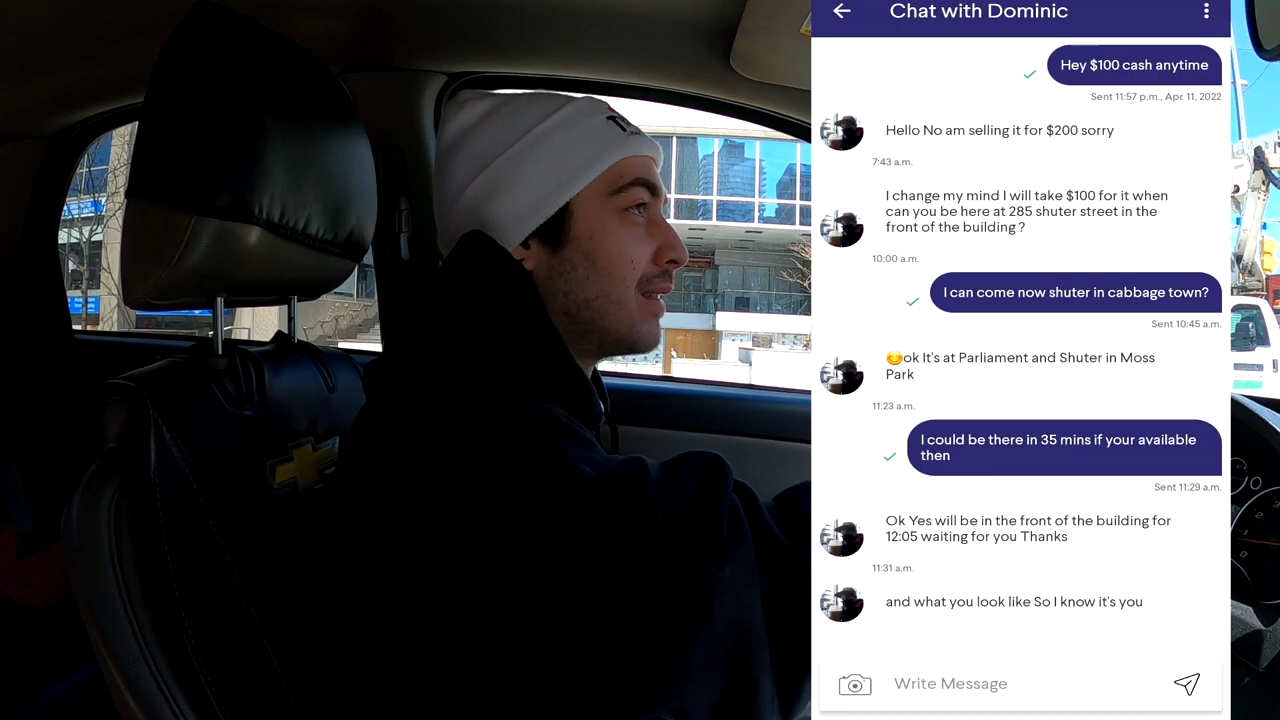 Chat with Dominic
Hey $100 cash anytime
Sent 11:57 p.m., Apr. 11, 2022
Hello No am selling it for $200 sorry
7:43 a.m.
I change my mind I will take $100 for it when
can you be here at 285 shuter street in the
front of the building ?
10:00 a.m.
I can come now shuter in cabbage town?
Sent 10:45 a.m.
ok It's at Parliament and Shuter in Moss
Park
11:23 a.m.
I could be there in 35 mins if your available
then
Sent 11:29 a.m.
Ok Yes will be in the front of the building for
12:05 waiting for you Thanks
11:31 a.m.
and what you look like So I know it's you
Write Message